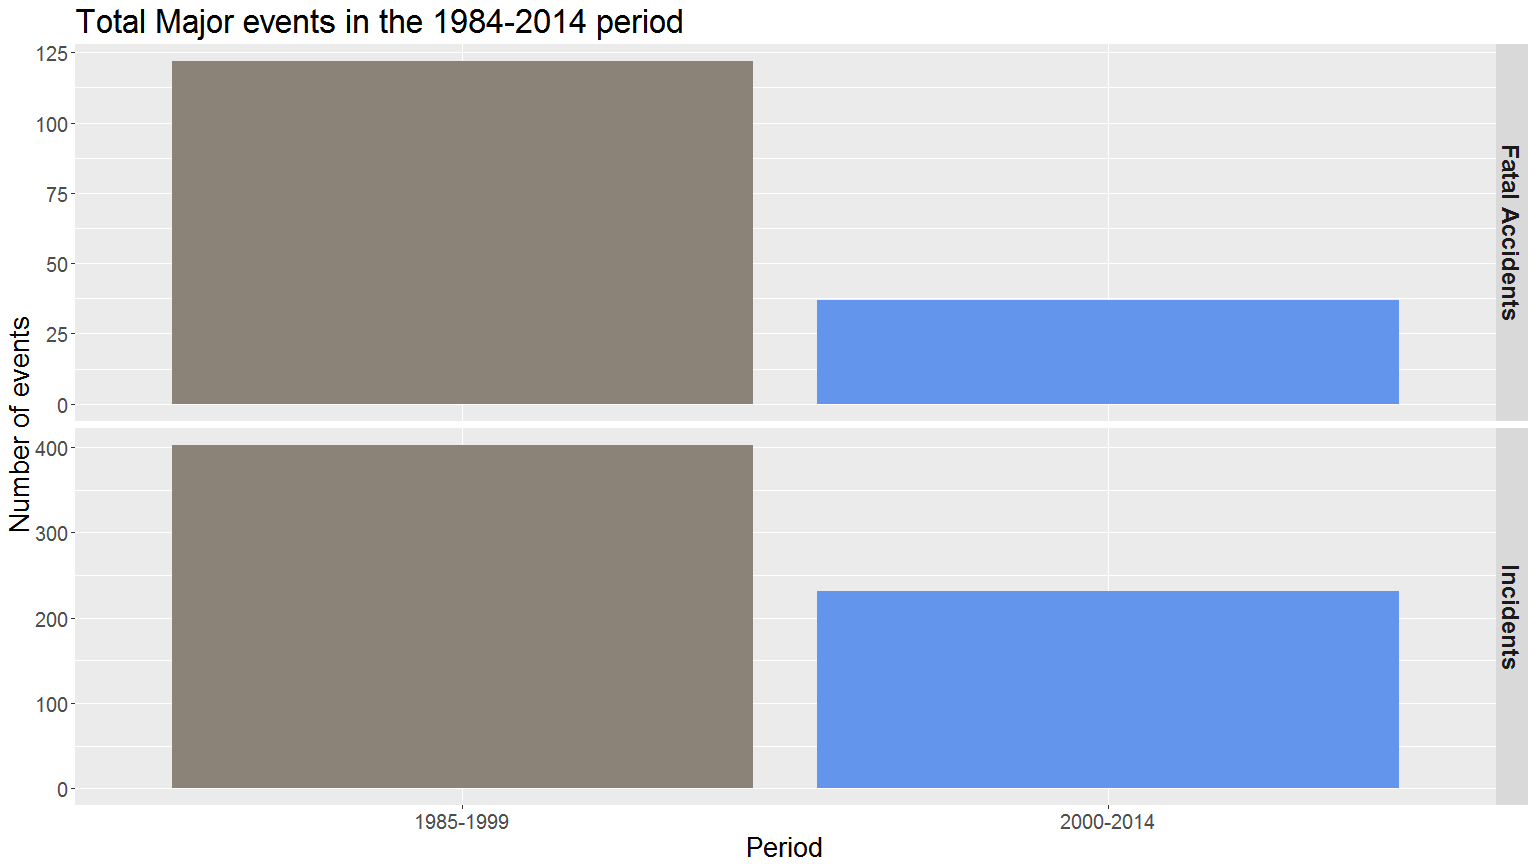 Total Major events in the 1984-2014 period
Number of events
125
100
75
50
25
0
Fatal Accidents
400
300
200
100
0
Incidents
1985-1999
2000-2014
Period